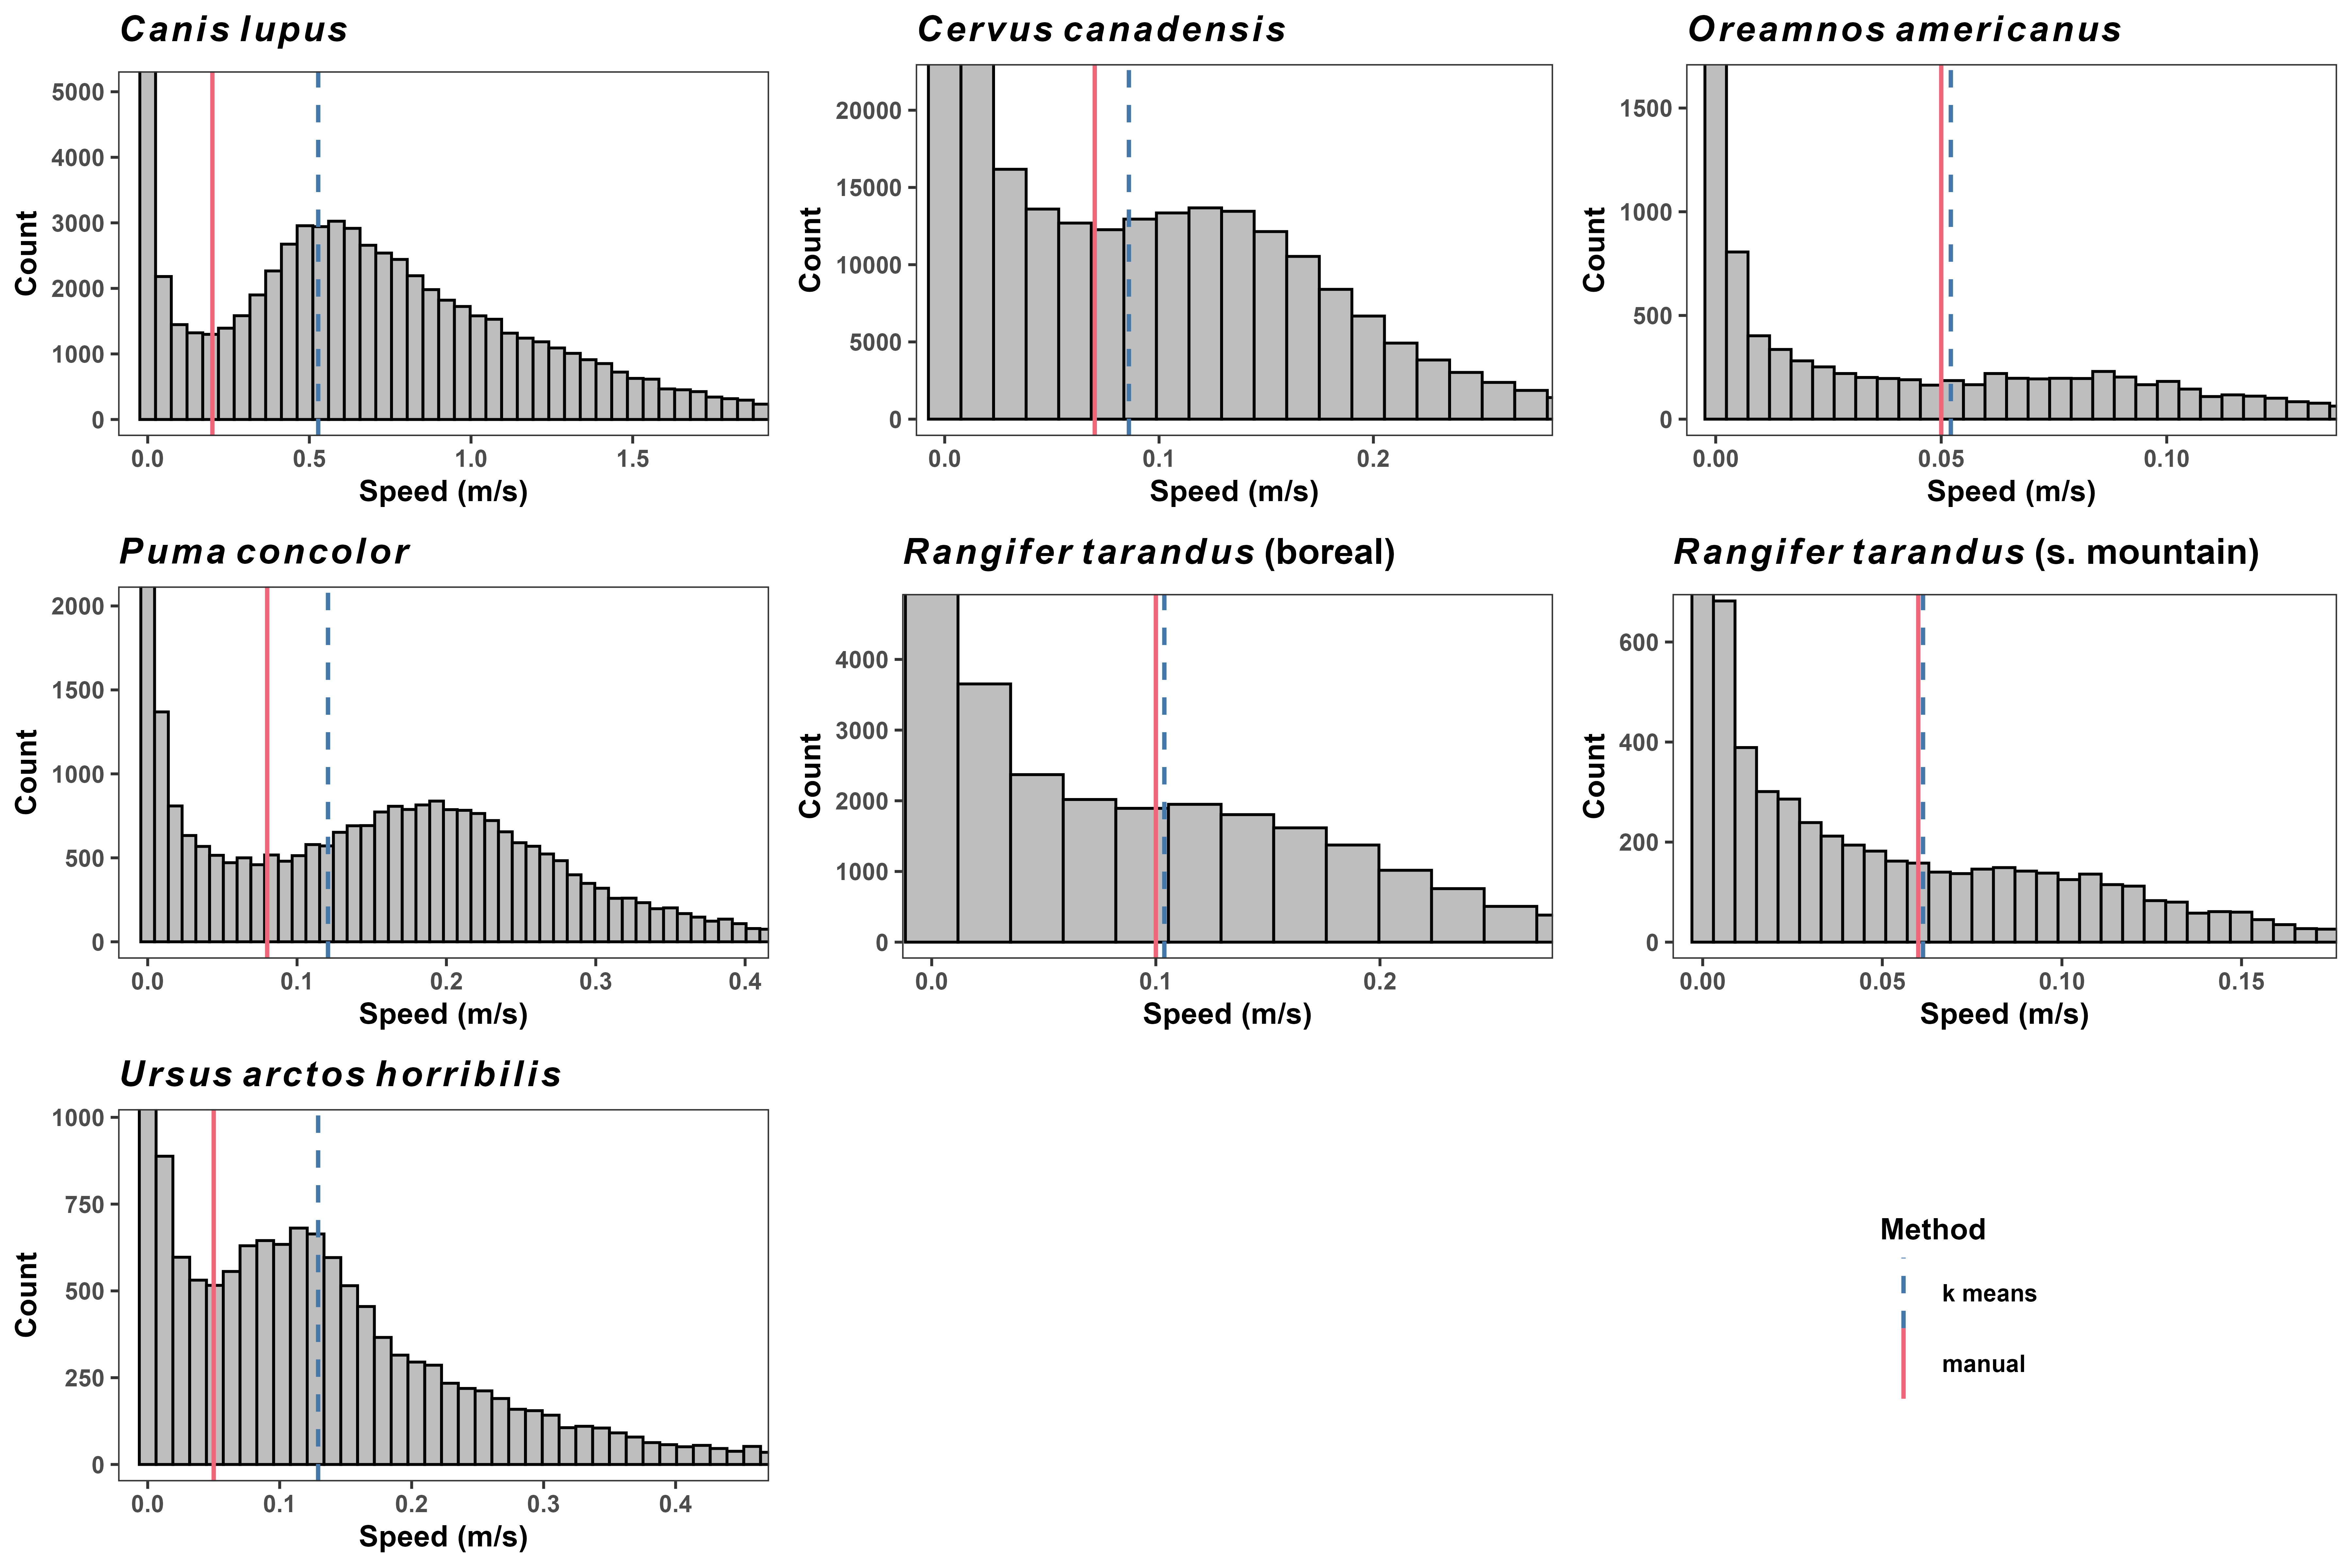 Canis lupus
Count
5000
4000
3000
2000
1000
0
0.0 0.5 1.0 1.5
Speed (m/s)
Cervus canadensis
Count
20000
15000
10000
5000
0
0.0 0.1 0.2
Speed (m/s)
Oreamnos americanus
Count
1500
1000
500
0
0.00 0.05 0.10
Speed (m/s)
Puma concolor
Count
2000
1500
1000
500
0
0.0 0.1 0.2 0.3 0.4
Speed (m/s)
Rangifer tarandus (boreal)
Count
4000
3000
2000
1000
0
0.0 0.1 0.2
Speed (m/s)
Rangifer tarandus (s. mountain)
Count
600
400
200
0
0.00 0.05 0.10 0.15
Speed (m/s)
Ursus arctos horribilis
Count
1000
750
500
250
0
0.0 0.1 0.2 0.3 0.4
Speed (m/s)
Method
k means
manual